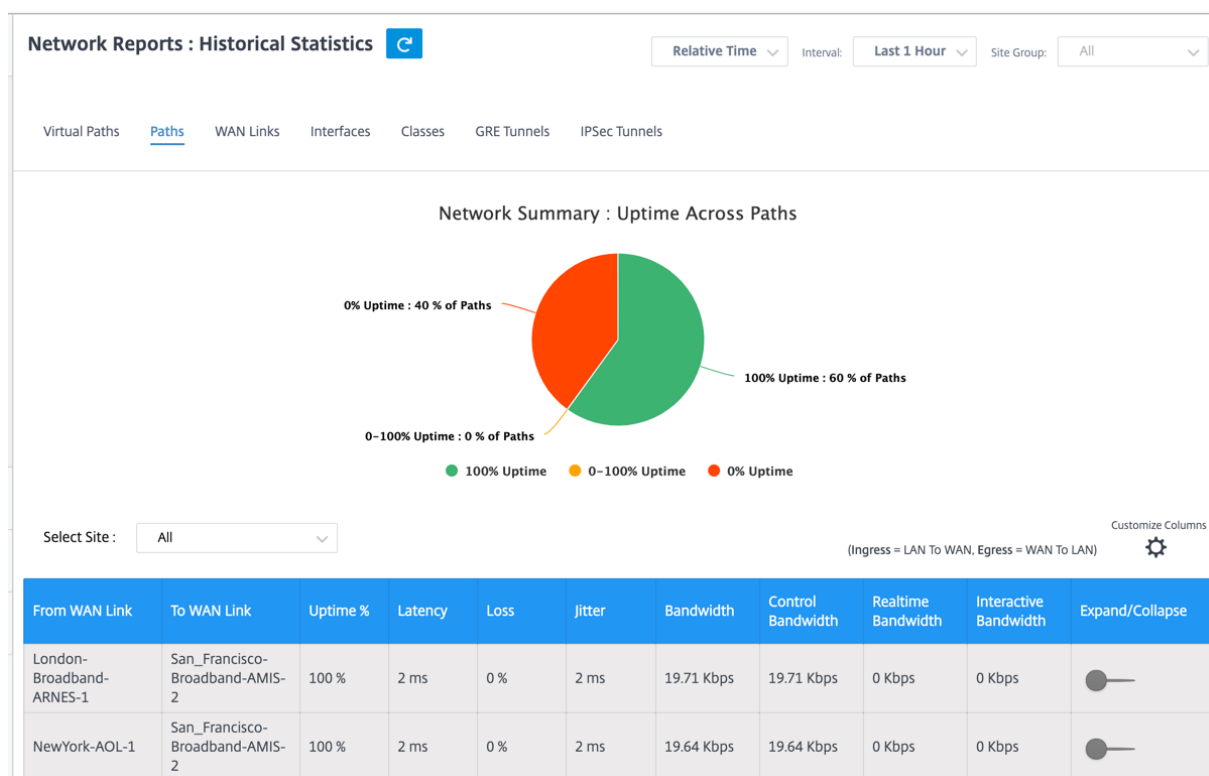 Network Reports : Historical Statistics
Relative Time
Interval:
Last 1 Hour
Site Group:
All
Virtual Paths
Paths
WAN Links
Interfaces
Classes
GRE Tunnels
IPSec Tunnels
Network Summary : Uptime Across Paths
0% Uptime : 40 % of Paths
100% Uptime : 60 % of Paths
0-100% Uptime : 0 % of Paths
100% Uptime
0-100% Uptime
0% Uptime
Customize Columns
Select Site :
All
(Ingress = LAN To WAN, Egress = WAN To LAN)
From WAN Link
To WAN Link
Uptime %
Latency
Loss
Jitter
Bandwidth
Control
Bandwidth
Realtime
Bandwidth
Interactive
Bandwidth
Expand/Collapse
London-
Broadband-
ARNES-1
San_Francisco-
Broadband-AMIS-
2
100 %
2 ms
0 %
2 ms
19.71 Kbps
19.71 Kbps
0 Kbps
0 Kbps
NewYork-AOL-1
San_Francisco-
Broadband-AMIS-
2
100 %
2 ms
0 %
2 ms
19.64 Kbps
19.64 Kbps
0 Kbps
0 Kbps